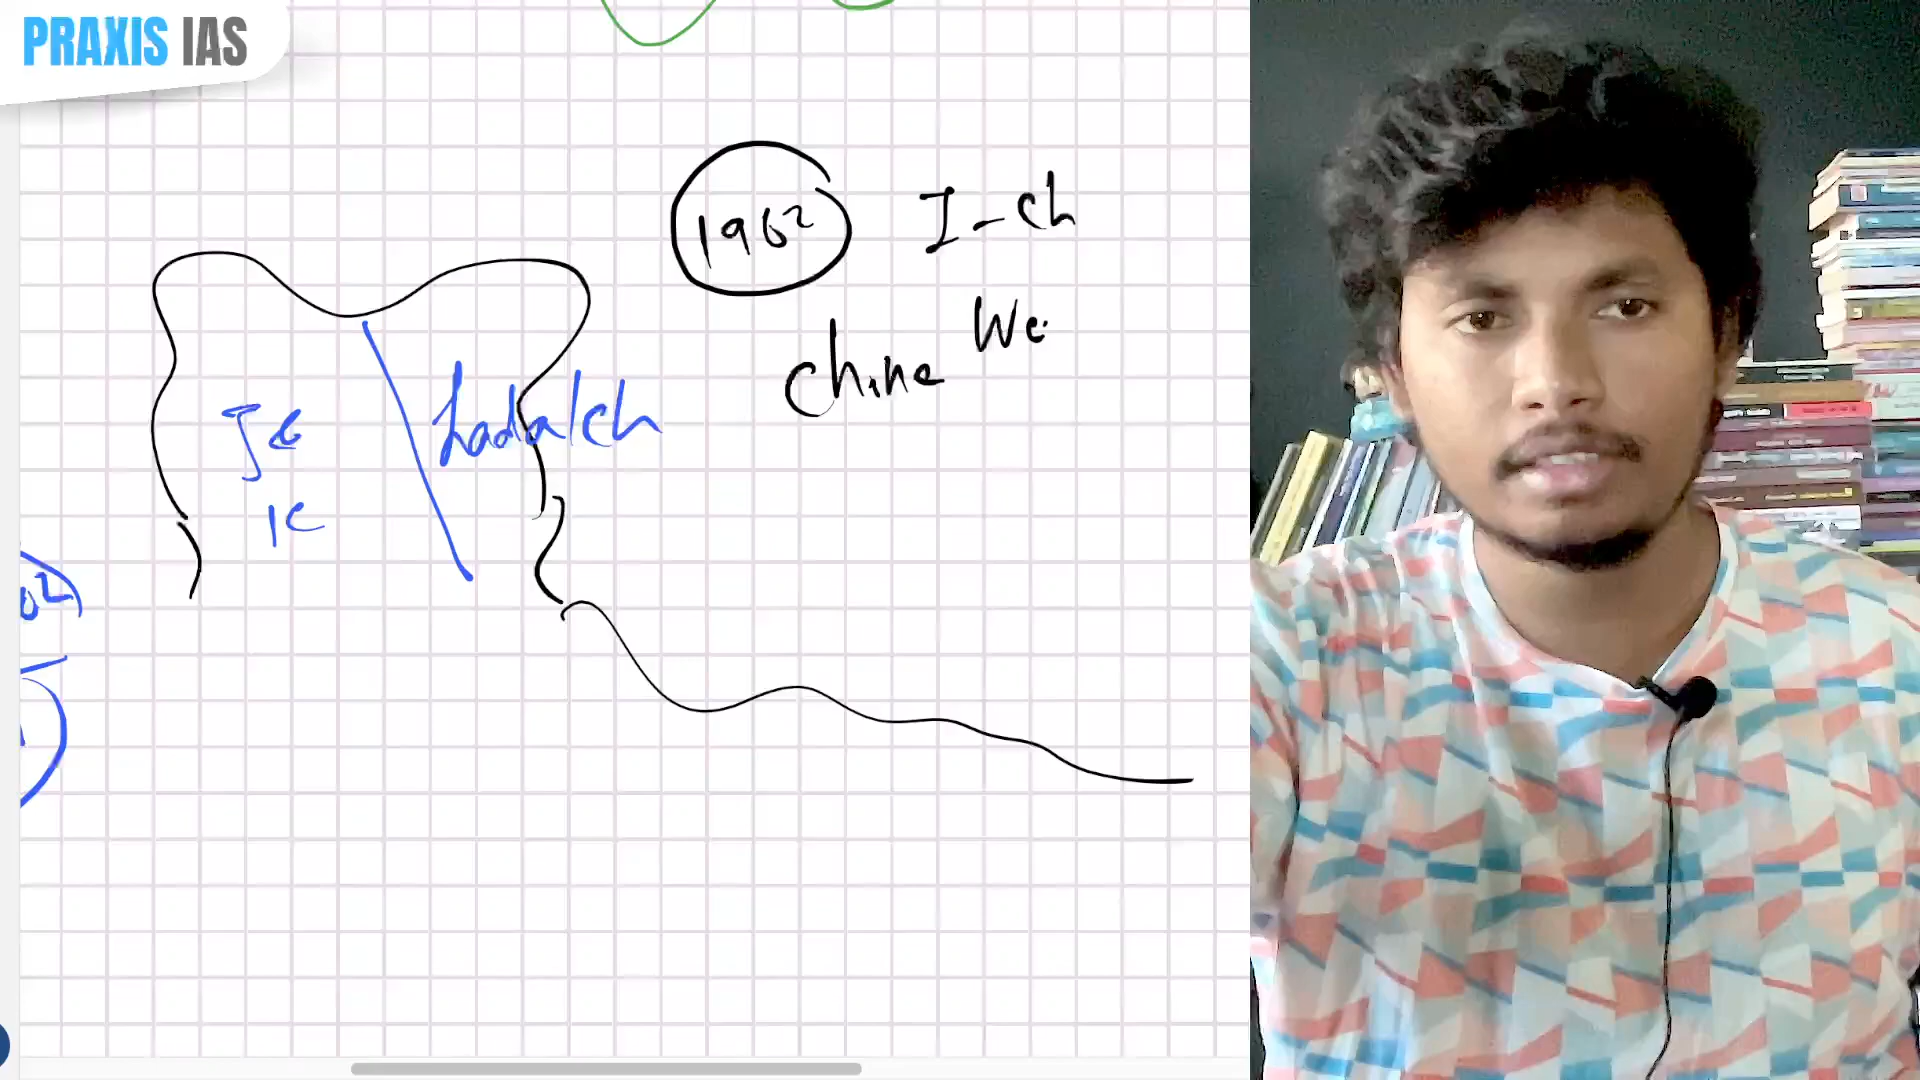 PRAXIS IAS
1962 I-ch
We
China
J&
K
Ladakh